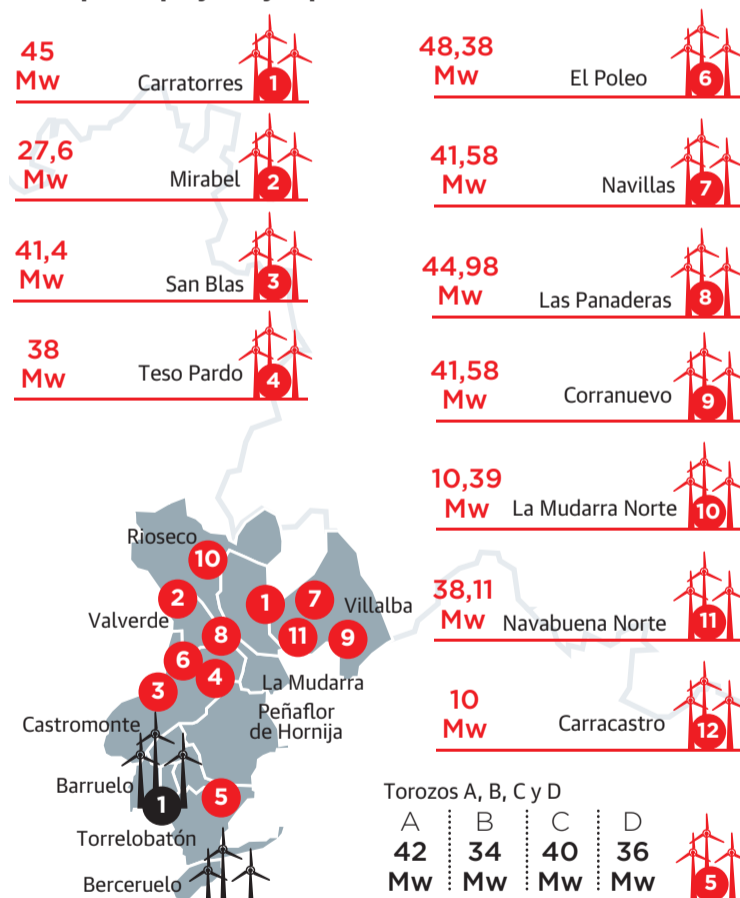 45
Mw
Carratorres
1
27,6
Mw
Mirabel
2
41,4
Mw
San Blas
3
38
Mw
Teso Pardo
4
48,38
Mw
El Poleo
6
41,58
Mw
Navillas
7
44,98
Mw
Las Panaderas
8
41,58
Mw
Corranuevo
9
10,39
Mw
La Mudarra Norte
10
38,11
Mw
Navabuena Norte
11
10
Mw
Carracastro
12
Rioseco
10
2
1
7
Villalba
Valverde
8
11
9
6
4
La Mudarra
3
Peñaflor
de Hornija
Castromonte
Barruelo
1
5
Torrelobatón
Berceruelo
Torozos A, B, C y D
A B C D
42 34 40 36
Mw Mw Mw Mw
5